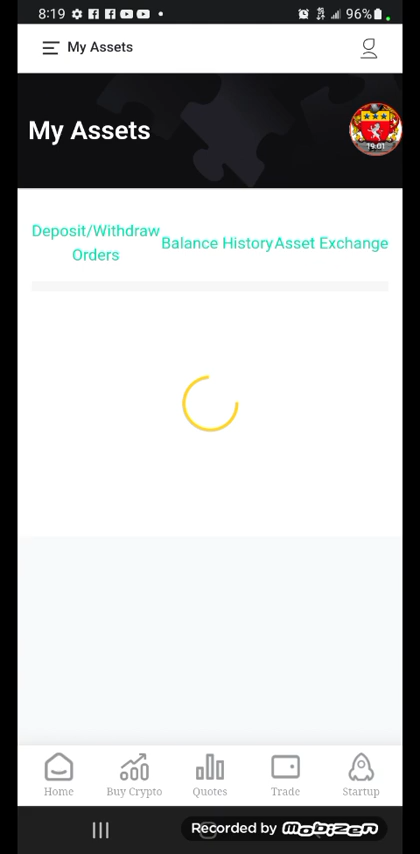 8:19
96%
My Assets
My Assets
19:01
Deposit/Withdraw
Orders
Balance History
Asset Exchange
Home
Buy Crypto
Quotes
Trade
Startup
Recorded by MOBIZEN